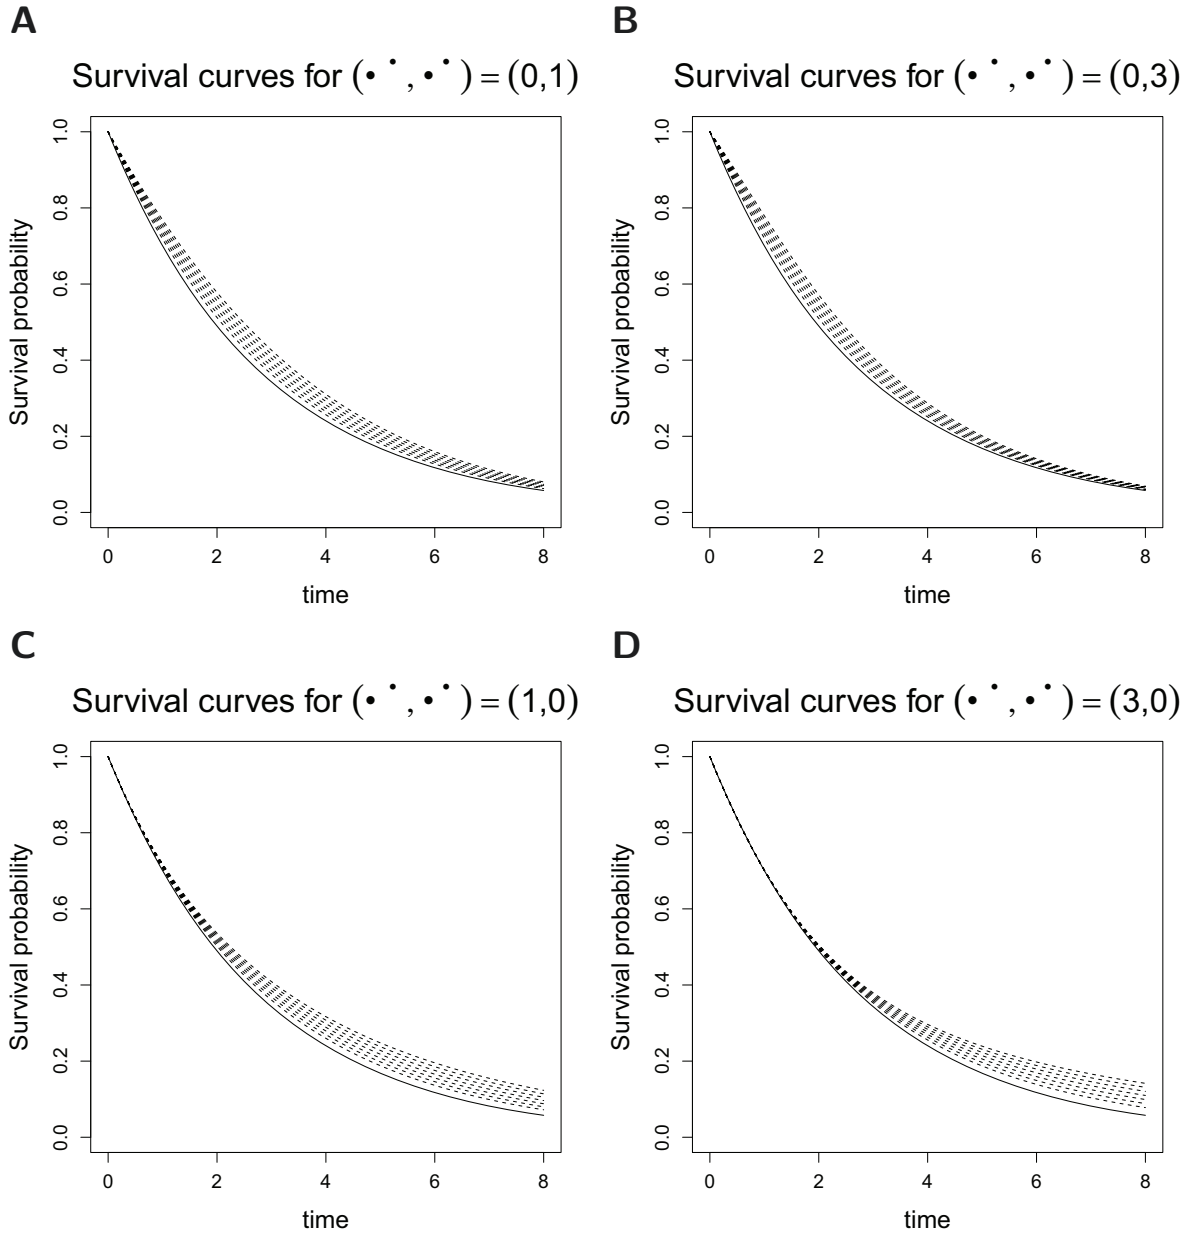 A
Survival curves for (• •, • •) = (0,1)
Survival probability
0.0 0.2 0.4 0.6 0.8 1.0
0 2 4 6 8
time
B
Survival curves for (• •, • •) = (0,3)
Survival probability
0.0 0.2 0.4 0.6 0.8 1.0
0 2 4 6 8
time
C
Survival curves for (• •, • •) = (1,0)
Survival probability
0.0 0.2 0.4 0.6 0.8 1.0
0 2 4 6 8
time
D
Survival curves for (• •, • •) = (3,0)
Survival probability
0.0 0.2 0.4 0.6 0.8 1.0
0 2 4 6 8
time